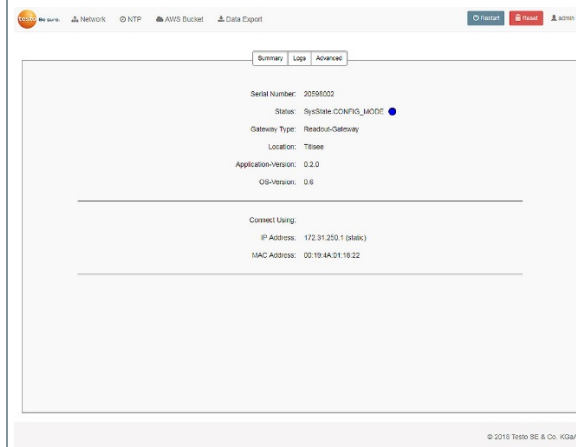 testo Be sure. Network NTP AWS Bucket Data Export Restart Reset admin
Summary Logs Advanced
Serial Number: 20598002
Status: SysState.CONFIG_MODE
Gateway Type: Readout-Gateway
Location: Titisee
Application-Version: 0.2.0
OS-Version: 0.6
Connect Using:
IP Address: 172.31.250.1 (static)
MAC Address: 00:19:4A:01:18:22
© 2018 Testo SE & Co. KGaA